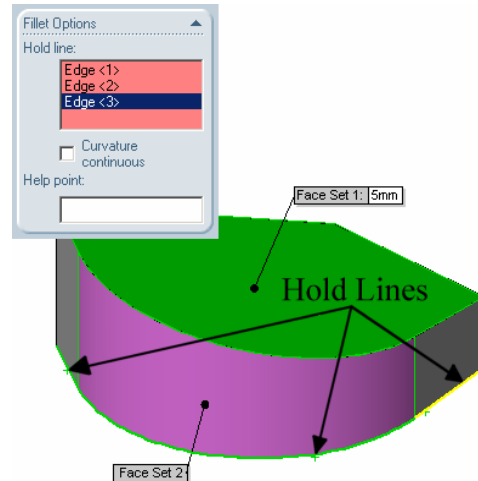 Fillet Options
Hold line:
Edge <1>
Edge <2>
Edge <3>
Curvature
continuous
Help point:
Face Set 1: 5mm
Hold Lines
Face Set 2